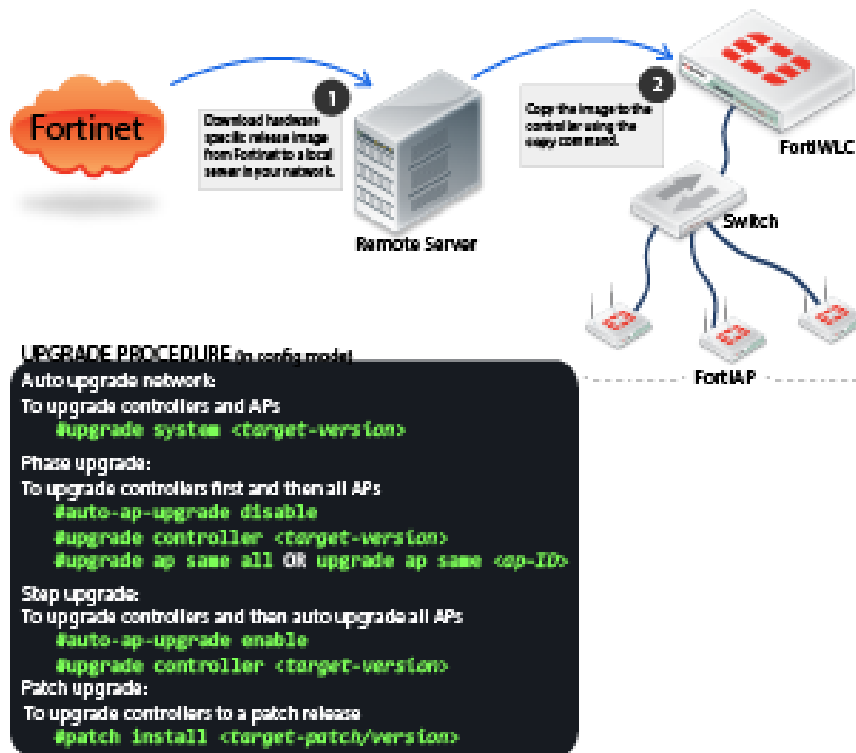 Fortinet
1
Download hardware
specific release image
from Fortinet to a local
server in your network.
Remote Server
2
Copy the image to the
controller using the
copy command.
FortiWLC
Switch
FortiAP
UPGRADE PROCEDURE (in config mode)
Auto upgrade network:
To upgrade controllers and APs
#upgrade system <target-version>
Phase upgrade:
To upgrade controllers first and then all APs
#auto-ap-upgrade disable
#upgrade controller <target-version>
#upgrade ap same all OR upgrade ap same <ap-ID>
Step upgrade:
To upgrade controllers and then auto upgrade all APs
#auto-ap-upgrade enable
#upgrade controller <target-version>
Patch upgrade:
To upgrade controllers to a patch release
#patch install <target-patch/version>